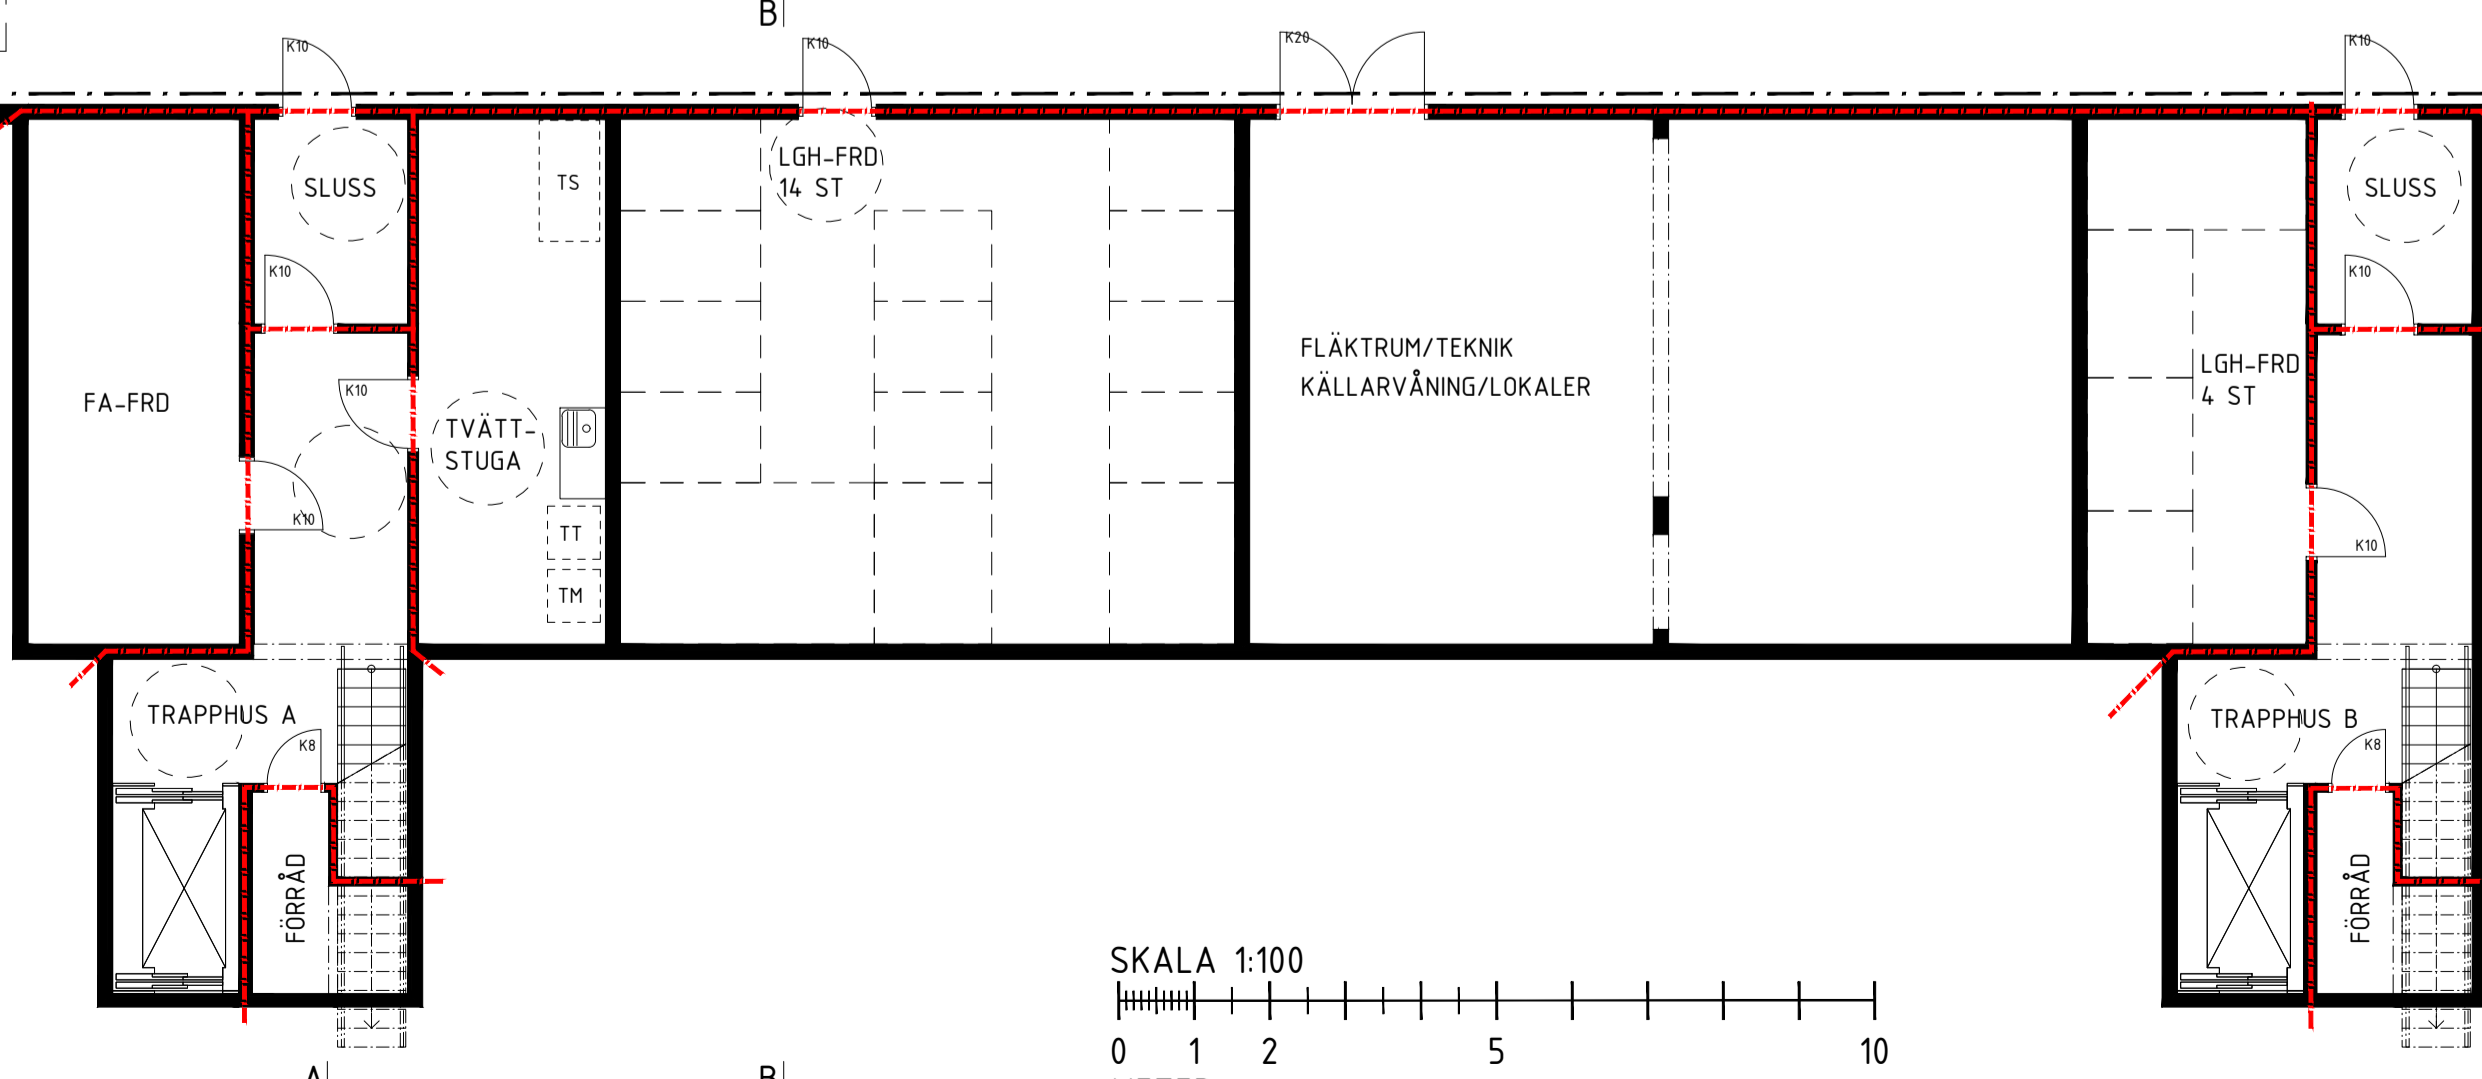 B
K10
K10
K20
K10
SLUSS
TS
LGH-FRD
14 ST
SLUSS
K10
K10
FLÄKTRUM/TEKNIK
KÄLLARVÅNING/LOKALER
LGH-FRD
4 ST
FA-FRD
K10
TVÄTT-
STUGA
K10
TT
K10
TM
TRAPPHUS A
K8
TRAPPHUS B
K8
FÖRRÅD
FÖRRÅD
SKALA 1:100
0 1 2 5 10
A
B